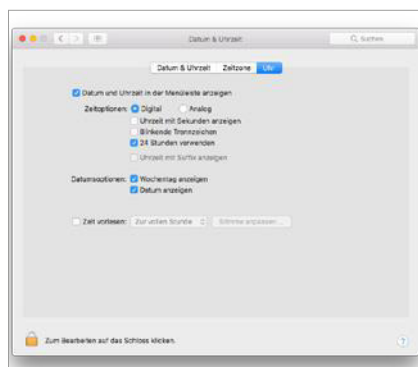 Datum & Uhrzeit
Suchen
Datum & Uhrzeit Zeitzone Uhr
Datum und Uhrzeit in der Menüleiste anzeigen
Zeitoptionen: Digital Analog
Uhrzeit mit Sekunden anzeigen
Blinkende Trennzeichen
24 Stunden verwenden
Uhrzeit mit Suffix anzeigen
Datumsoptionen: Wochentag anzeigen
Datum anzeigen
Zeit vorlesen: Zur vollen Stunde Stimme anpassen...
Zum Bearbeiten auf das Schloss klicken.
?